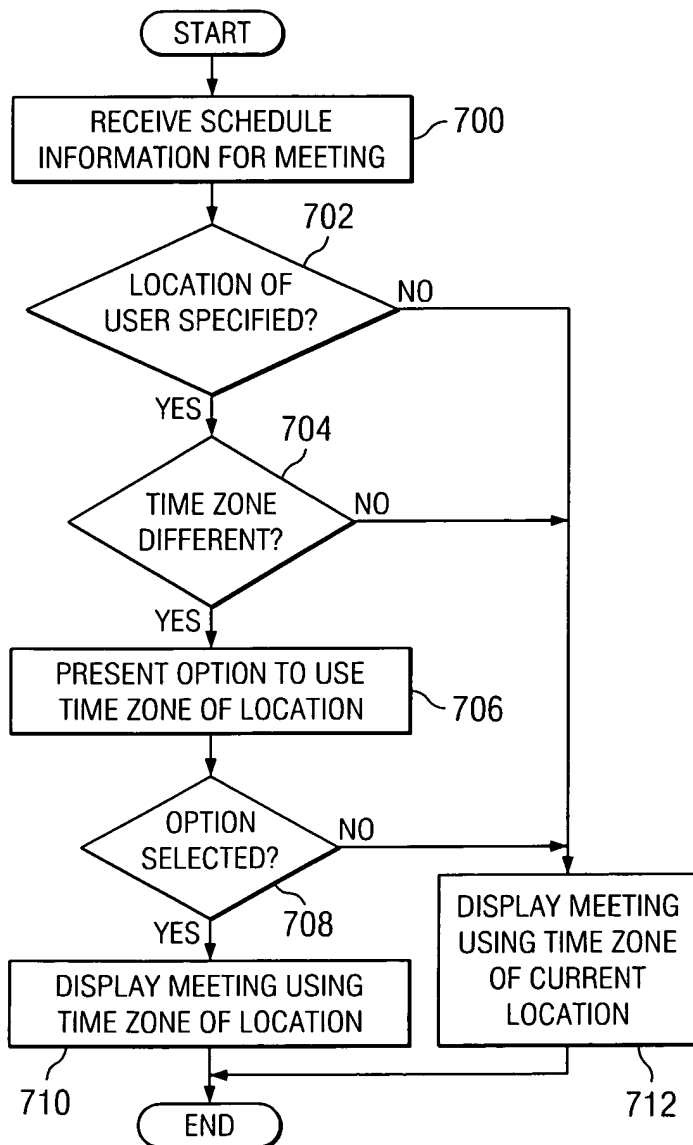 START
RECEIVE SCHEDULE
INFORMATION FOR MEETING
700
702
LOCATION OF
USER SPECIFIED?
NO
YES
704
TIME ZONE
DIFFERENT?
NO
YES
PRESENT OPTION TO USE
TIME ZONE OF LOCATION
706
OPTION
SELECTED?
NO
708
YES
DISPLAY MEETING USING
TIME ZONE OF LOCATION
710
DISPLAY MEETING
USING TIME ZONE
OF CURRENT
LOCATION
712
END